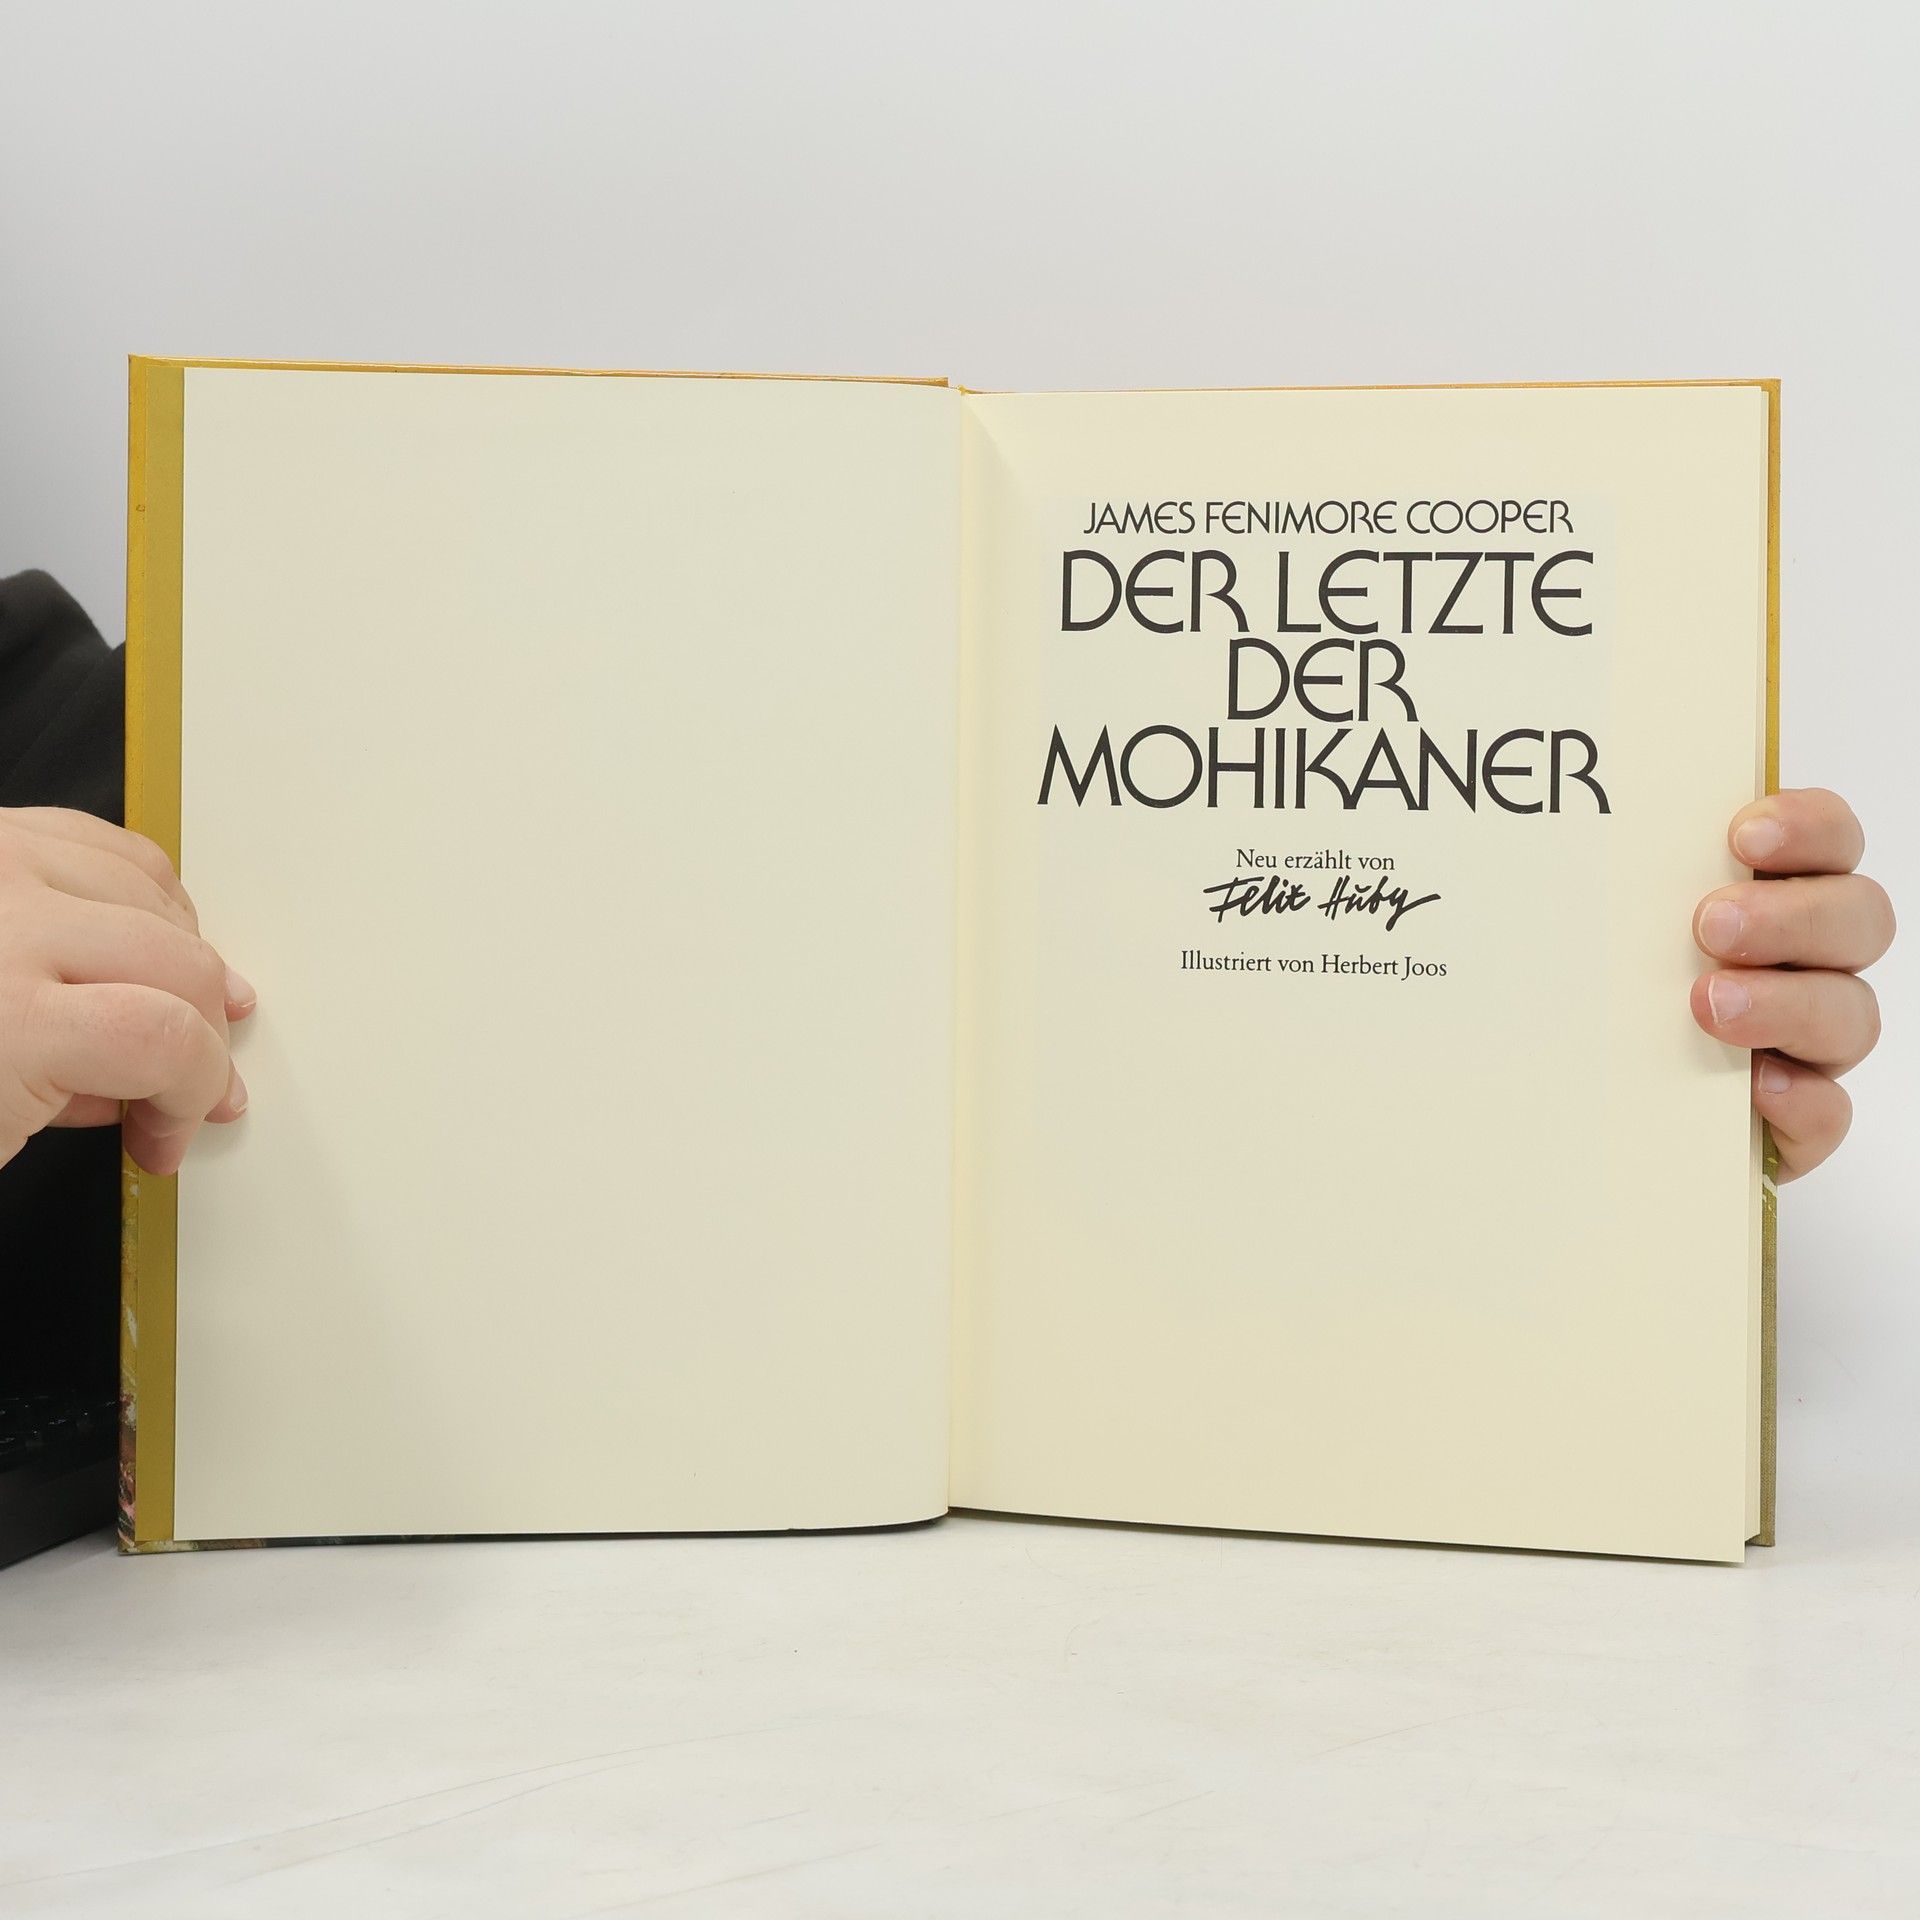 JAMES FENIMORE COOPER
DER LETZTE
DER
MOHIKANER
Neu erzählt von
Felix Huby
Illustriert von Herbert Joos